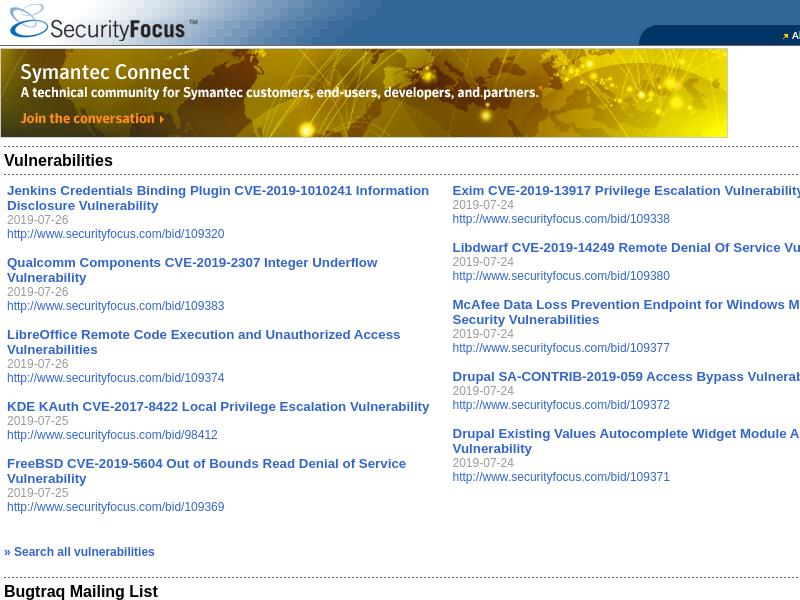 SecurityFocus™
Symantec Connect
A technical community for Symantec customers, end-users, developers, and partners.
Join the conversation
Vulnerabilities
Jenkins Credentials Binding Plugin CVE-2019-1010241 Information
Disclosure Vulnerability
2019-07-26
http://www.securityfocus.com/bid/109320
Qualcomm Components CVE-2019-2307 Integer Underflow
Vulnerability
2019-07-26
http://www.securityfocus.com/bid/109383
LibreOffice Remote Code Execution and Unauthorized Access
Vulnerabilities
2019-07-26
http://www.securityfocus.com/bid/109374
KDE KAuth CVE-2017-8422 Local Privilege Escalation Vulnerability
2019-07-25
http://www.securityfocus.com/bid/98412
FreeBSD CVE-2019-5604 Out of Bounds Read Denial of Service
Vulnerability
2019-07-25
http://www.securityfocus.com/bid/109369
Exim CVE-2019-13917 Privilege Escalation Vulnerability
2019-07-24
http://www.securityfocus.com/bid/109338
Libdwarf CVE-2019-14249 Remote Denial Of Service Vu
2019-07-24
http://www.securityfocus.com/bid/109380
McAfee Data Loss Prevention Endpoint for Windows M
Security Vulnerabilities
2019-07-24
http://www.securityfocus.com/bid/109377
Drupal SA-CONTRIB-2019-059 Access Bypass Vulnerab
2019-07-24
http://www.securityfocus.com/bid/109372
Drupal Existing Values Autocomplete Widget Module A
Vulnerability
2019-07-24
http://www.securityfocus.com/bid/109371
» Search all vulnerabilities
Bugtraq Mailing List